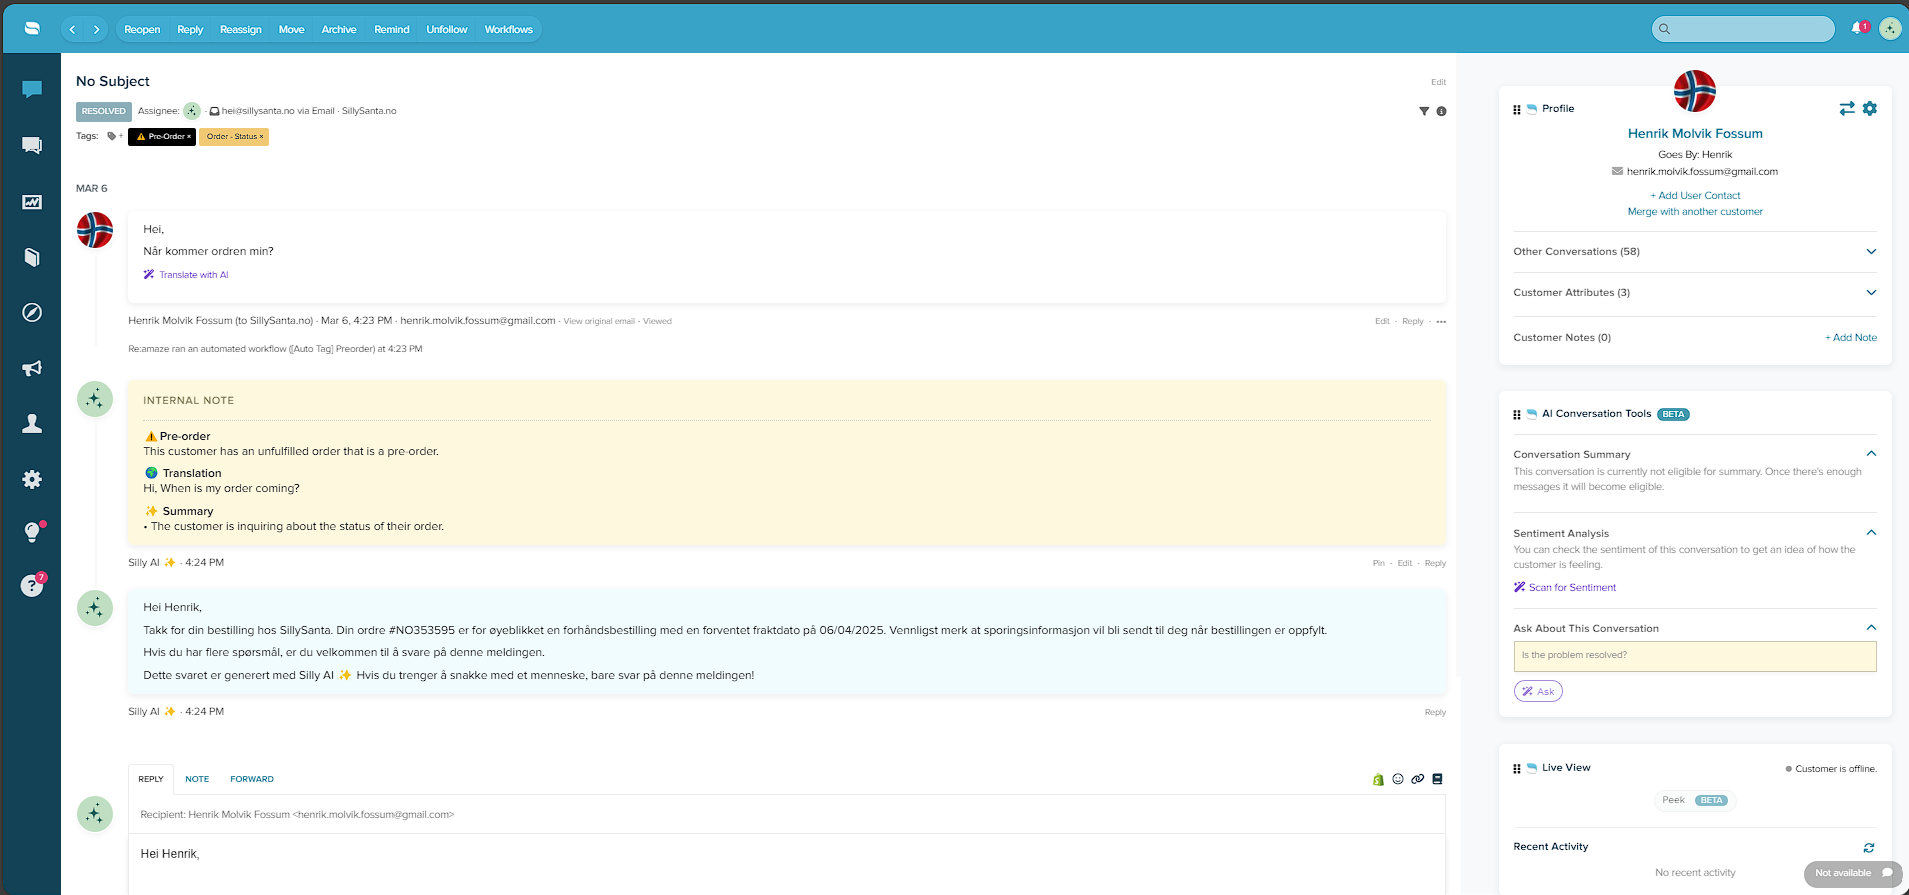 Reopen
Reply
Reassign
Move
Archive
Remind
Unfollow
Workflows
1
7
No Subject
Edit
RESOLVED Assignee: · hei@sillysanta.no via Email · SillySanta.no
Tags: + ⚠ Pre-Order × Order - Status ×
MAR 6
Hei,
Når kommer ordren min?
Translate with AI
Henrik Molvik Fossum (to SillySanta.no) · Mar 6, 4:23 PM · henrik.molvik.fossum@gmail.com · View original email · Viewed
Edit · Reply · •••
Re:amaze ran an automated workflow ([Auto Tag] Preorder) at 4:23 PM
INTERNAL NOTE
⚠️ Pre-order
This customer has an unfulfilled order that is a pre-order.
🌍 Translation
Hi, When is my order coming?
✨ Summary
• The customer is inquiring about the status of their order.
Silly AI ✨ · 4:24 PM
Pin · Edit · Reply
Hei Henrik,
Takk for din bestilling hos SillySanta. Din ordre #NO353595 er for øyeblikket en forhåndsbestilling med en forventet fraktdato på 06/04/2025. Vennligst merk at sporingsinformasjon vil bli sendt til deg når bestillingen er oppfylt.
Hvis du har flere spørsmål, er du velkommen til å svare på denne meldingen.
Dette svaret er generert med Silly AI ✨ Hvis du trenger å snakke med et menneske, bare svar på denne meldingen!
Silly AI ✨ · 4:24 PM
Reply
REPLY NOTE FORWARD
Recipient: Henrik Molvik Fossum <henrik.molvik.fossum@gmail.com>
Hei Henrik,
Profile
Henrik Molvik Fossum
Goes By: Henrik
henrik.molvik.fossum@gmail.com
+ Add User Contact
Merge with another customer
Other Conversations (58)
Customer Attributes (3)
Customer Notes (0)
+ Add Note
AI Conversation Tools BETA
Conversation Summary
This conversation is currently not eligible for summary. Once there's enough
messages it will become eligible.
Sentiment Analysis
You can check the sentiment of this conversation to get an idea of how the
customer is feeling.
Scan for Sentiment
Ask About This Conversation
Is the problem resolved?
Ask
Live View
Customer is offline.
Peek BETA
Recent Activity
No recent activity
Not available